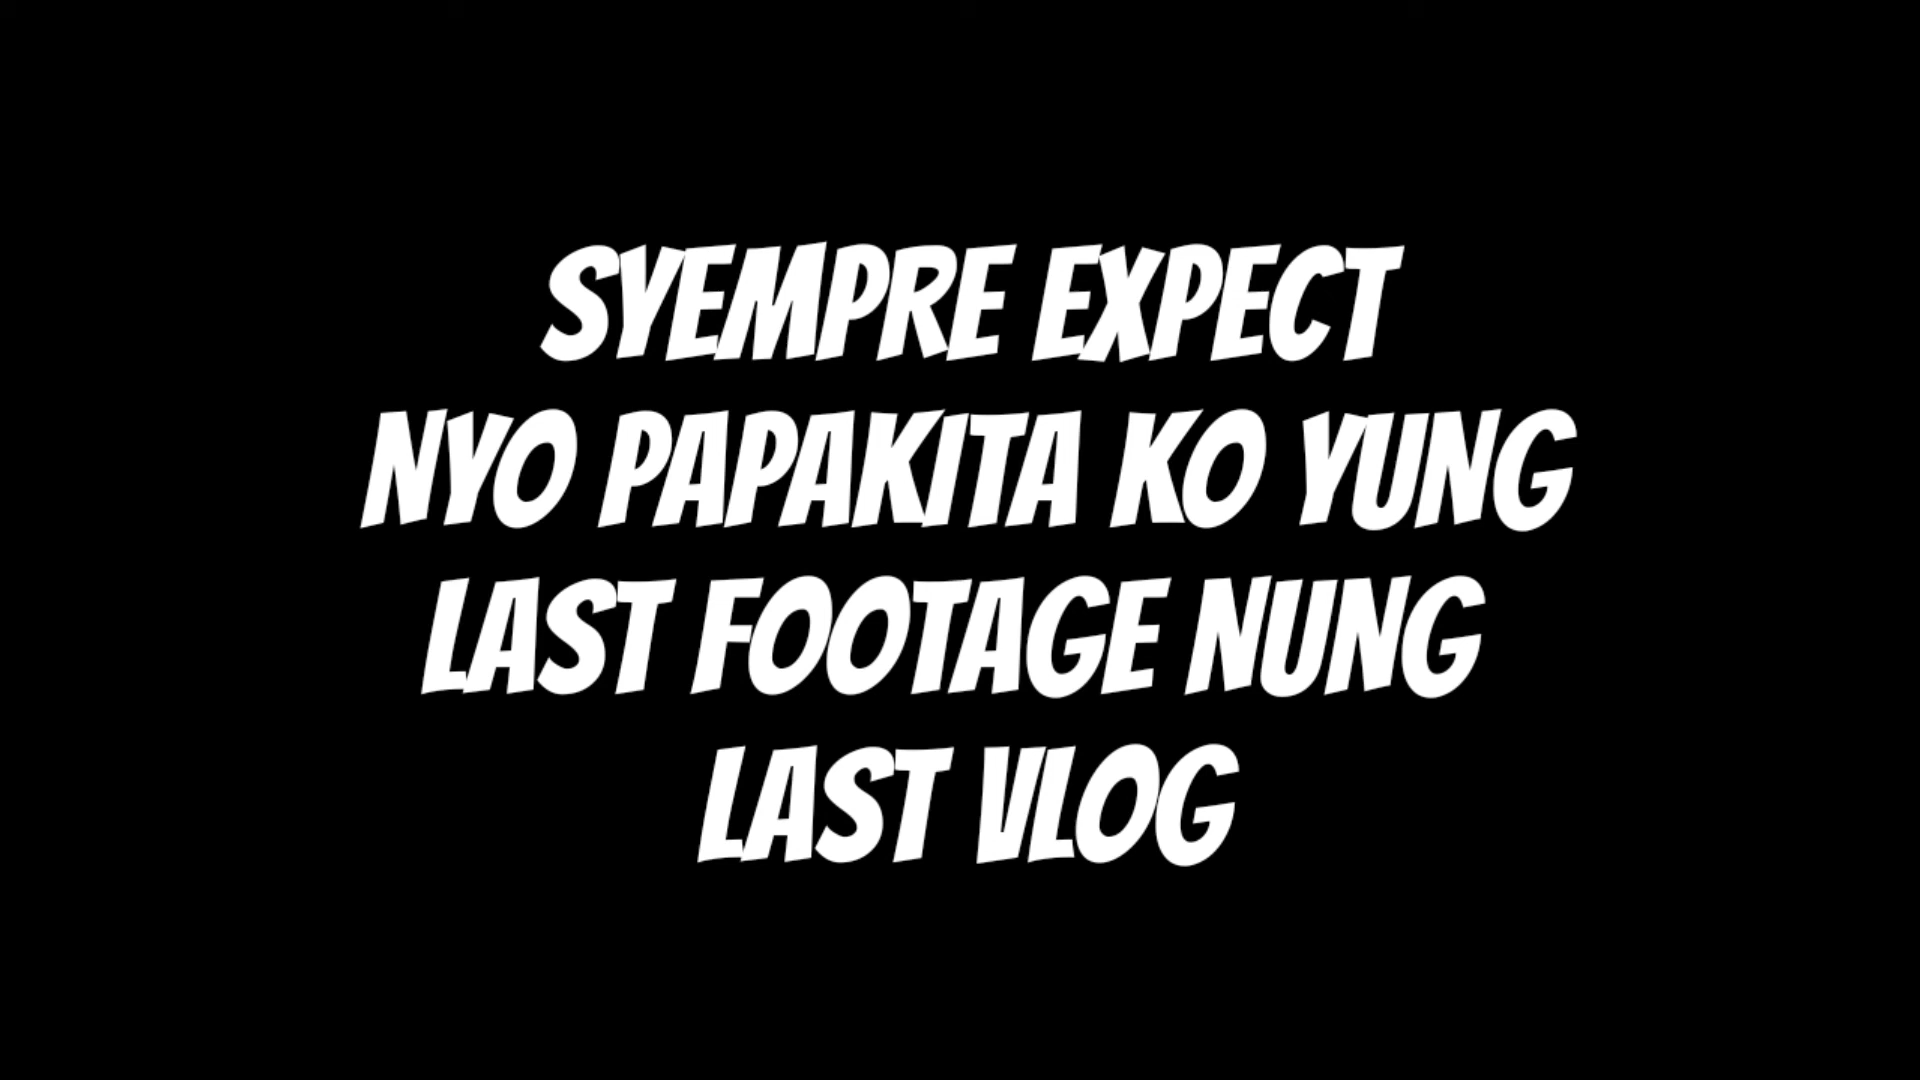 SYEMPRE EXPECT
NYO PAPAKITA KO YUNG
LAST FOOTAGE NUNG
LAST VLOG